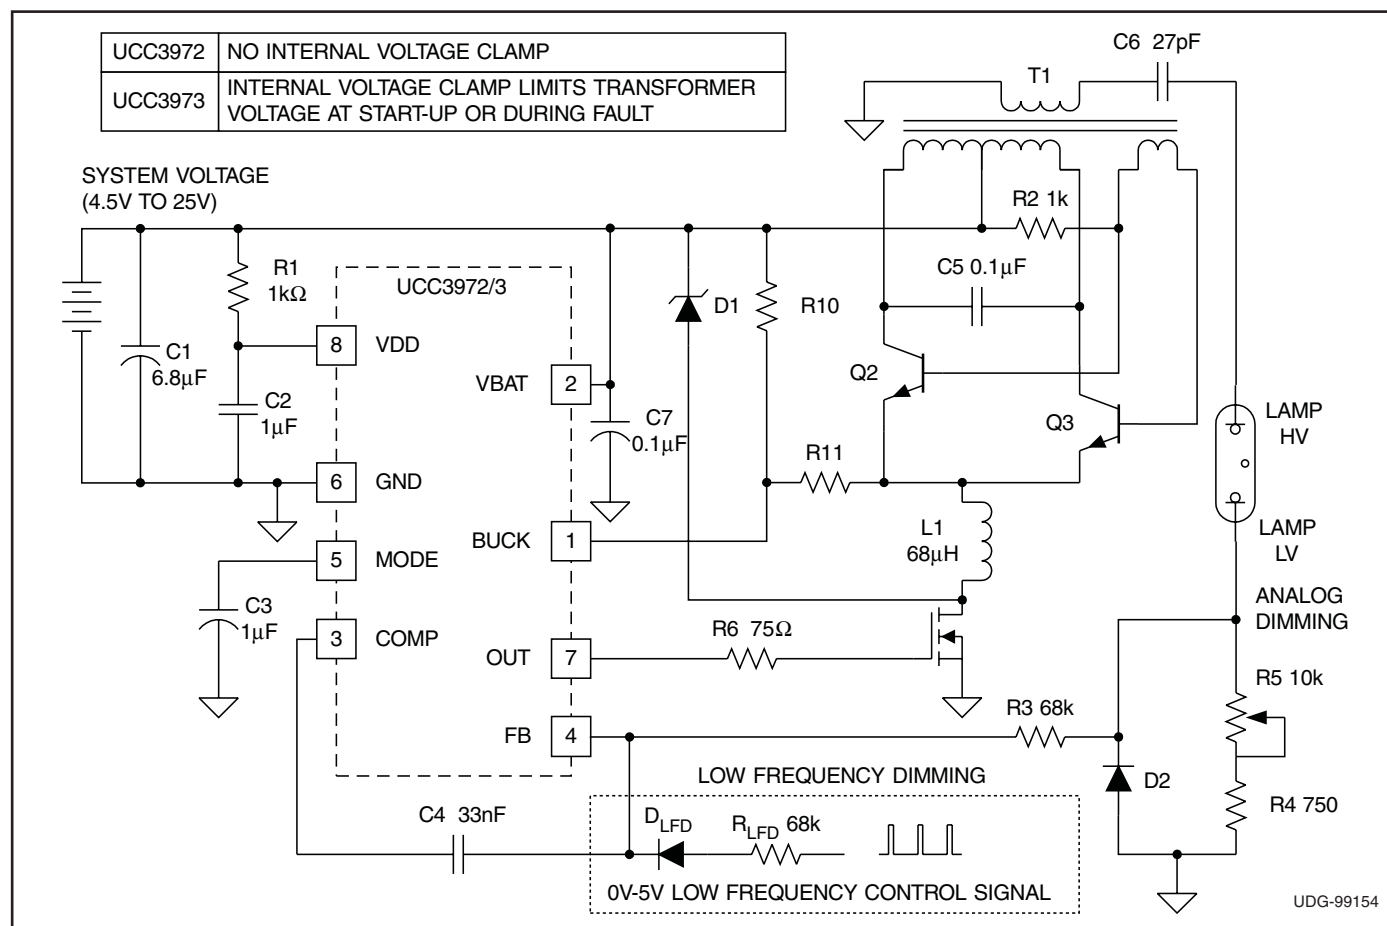 UCC3972 NO INTERNAL VOLTAGE CLAMP
UCC3973 INTERNAL VOLTAGE CLAMP LIMITS TRANSFORMER
VOLTAGE AT START-UP OR DURING FAULT
C6 27pF
T1
SYSTEM VOLTAGE
(4.5V TO 25V)
R2 1k
R1
1kΩ
UCC3972/3
D1
R10
C5 0.1µF
C1
6.8µF
8 VDD
VBAT 2
C2
1µF
C7
0.1µF
Q2
Q3
LAMP
HV
6 GND
R11
BUCK 1
L1
68µH
LAMP
LV
5 MODE
C3
1µF
3 COMP
OUT 7
R6 75Ω
ANALOG
DIMMING
R5 10k
FB 4
R3 68k
LOW FREQUENCY DIMMING
D2
R4 750
C4 33nF
DLFD
RLFD 68k
0V-5V LOW FREQUENCY CONTROL SIGNAL
UDG-99154